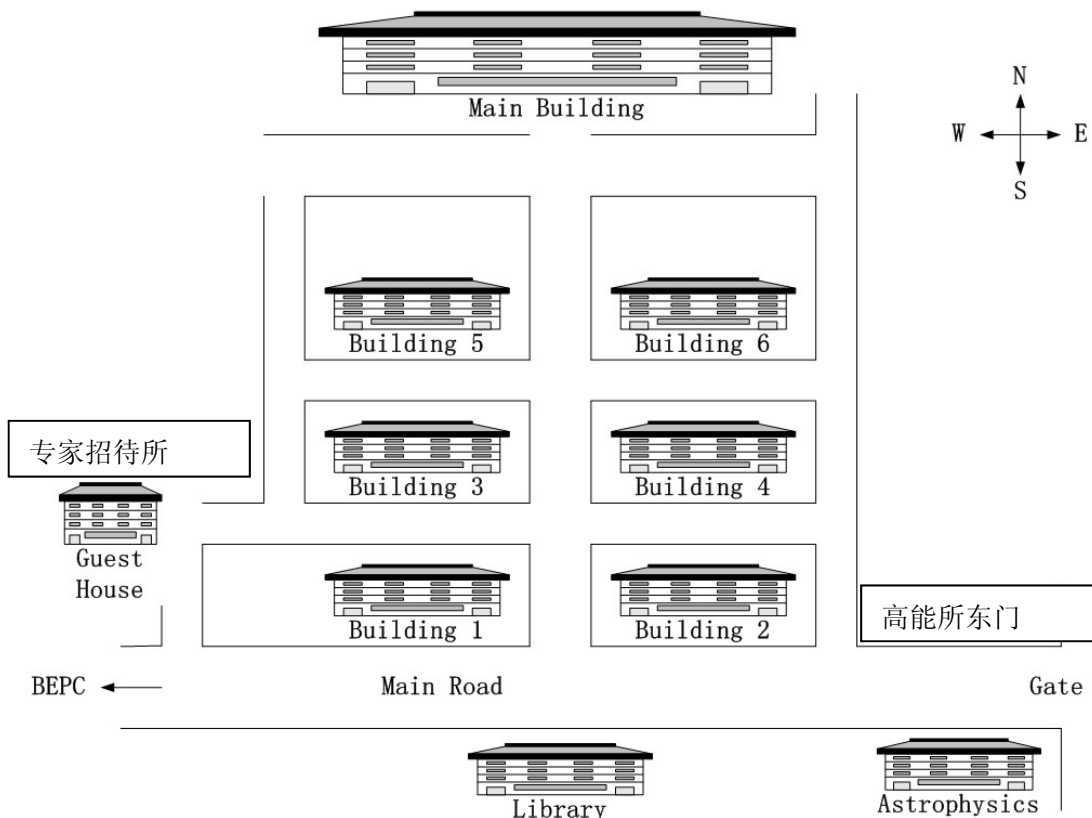 Main Building
N
W
E
S
Building 5
Building 6
专家招待所
Building 3
Building 4
Guest
House
Building 1
Building 2
高能所东门
BEPC
Main Road
Gate
Library
Astrophysics